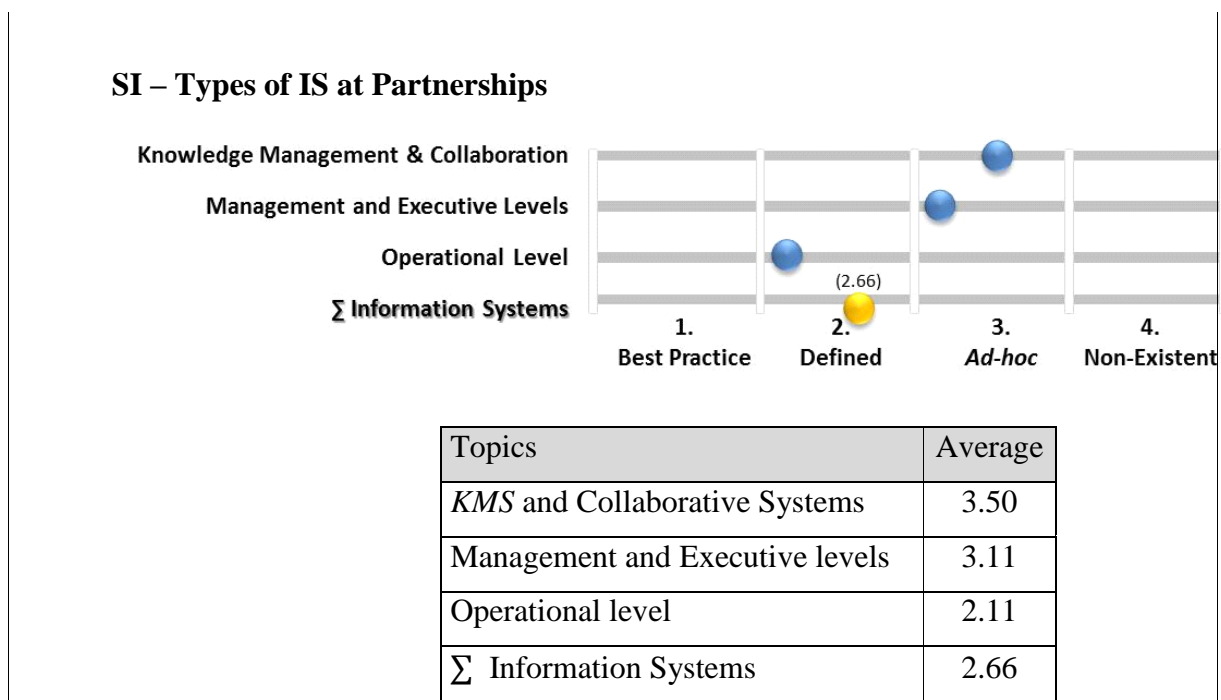 SI – Types of IS at Partnerships
Knowledge Management & Collaboration
Management and Executive Levels
Operational Level
(2.66)
∑ Information Systems
1. 2. 3. 4.
Best Practice Defined Ad-hoc Non-Existent
Topics Average
KMS and Collaborative Systems 3.50
Management and Executive levels 3.11
Operational level 2.11
∑ Information Systems 2.66